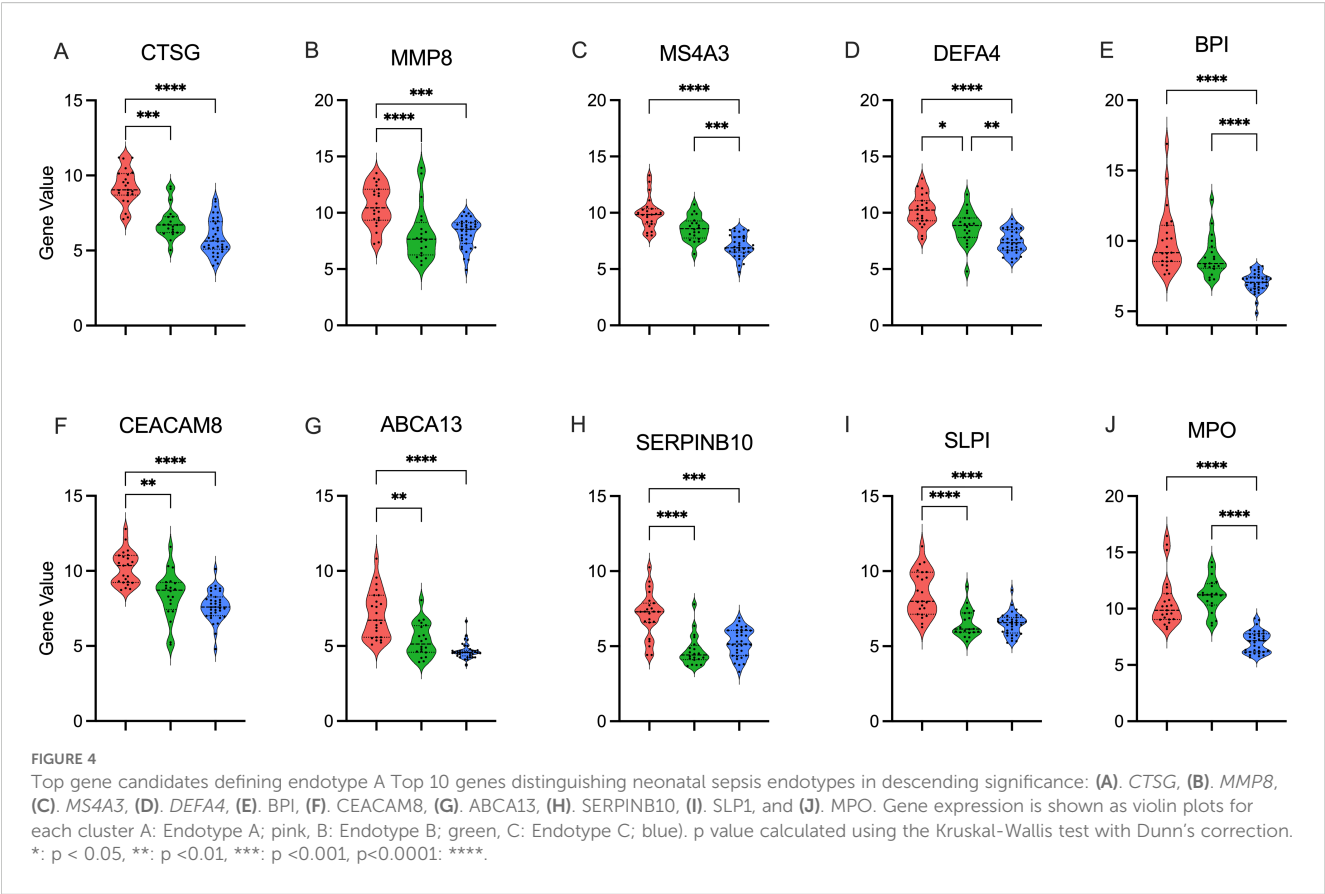 A CTSG
B MMP8
C MS4A3
D DEFA4
E BPI
**** ***
*** ****
**** ***
**** * **
**** ****
Gene Value
15 10 5 0
20 15 10 5 0
20 15 10 5 0
20 15 10 5 0
20 15 10 5
F CEACAM8
G ABCA13
H SERPINB10
I SLPI
J MPO
**** **
**** **
*** ****
**** ****
**** ****
Gene Value
15 10 5 0
15 10 5 0
15 10 5 0
15 10 5 0
20 15 10 5 0
FIGURE 4
Top gene candidates defining endotype A Top 10 genes distinguishing neonatal sepsis endotypes in descending significance: (A). CTSG, (B). MMP8,
(C). MS4A3, (D). DEFA4, (E). BPI, (F). CEACAM8, (G). ABCA13, (H). SERPINB10, (I). SLP1, and (J). MPO. Gene expression is shown as violin plots for
each cluster A: Endotype A; pink, B: Endotype B; green, C: Endotype C; blue). p value calculated using the Kruskal-Wallis test with Dunn’s correction.
*: p < 0.05, **: p <0.01, ***: p <0.001, p<0.0001: ****.